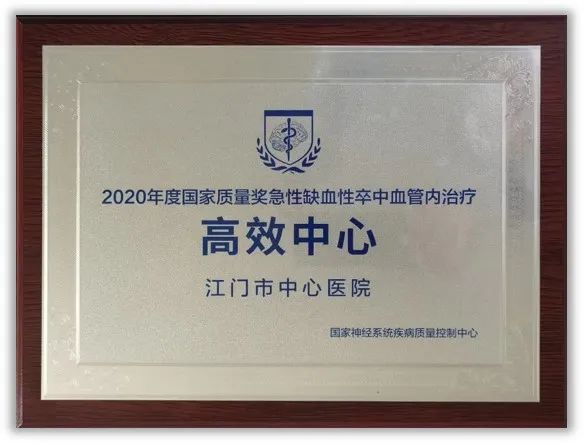 2020年度国家质量奖急性缺血性卒中血管内治疗
高效中心
江门市中心医院
国家神经系统疾病质量控制中心